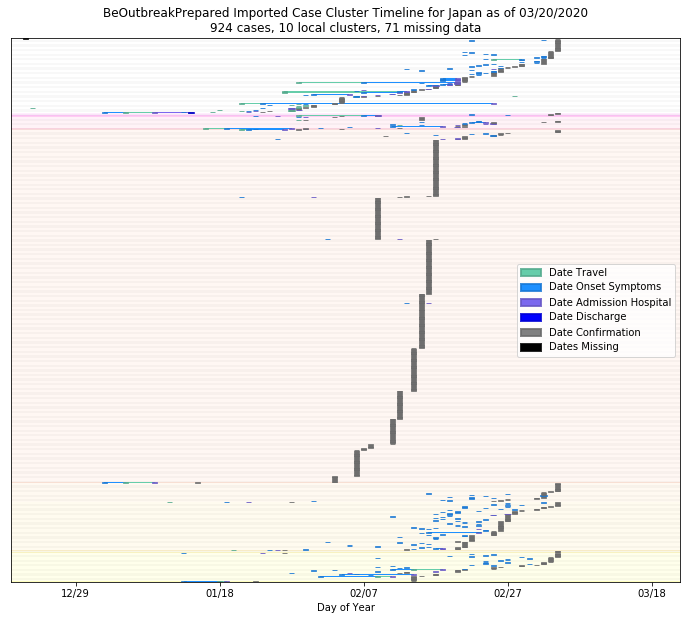 BeOutbreakPrepared Imported Case Cluster Timeline for Japan as of 03/20/2020
924 cases, 10 local clusters, 71 missing data
Date Travel
Date Onset Symptoms
Date Admission Hospital
Date Discharge
Date Confirmation
Dates Missing
12/29 01/18 02/07 02/27 03/18
Day of Year